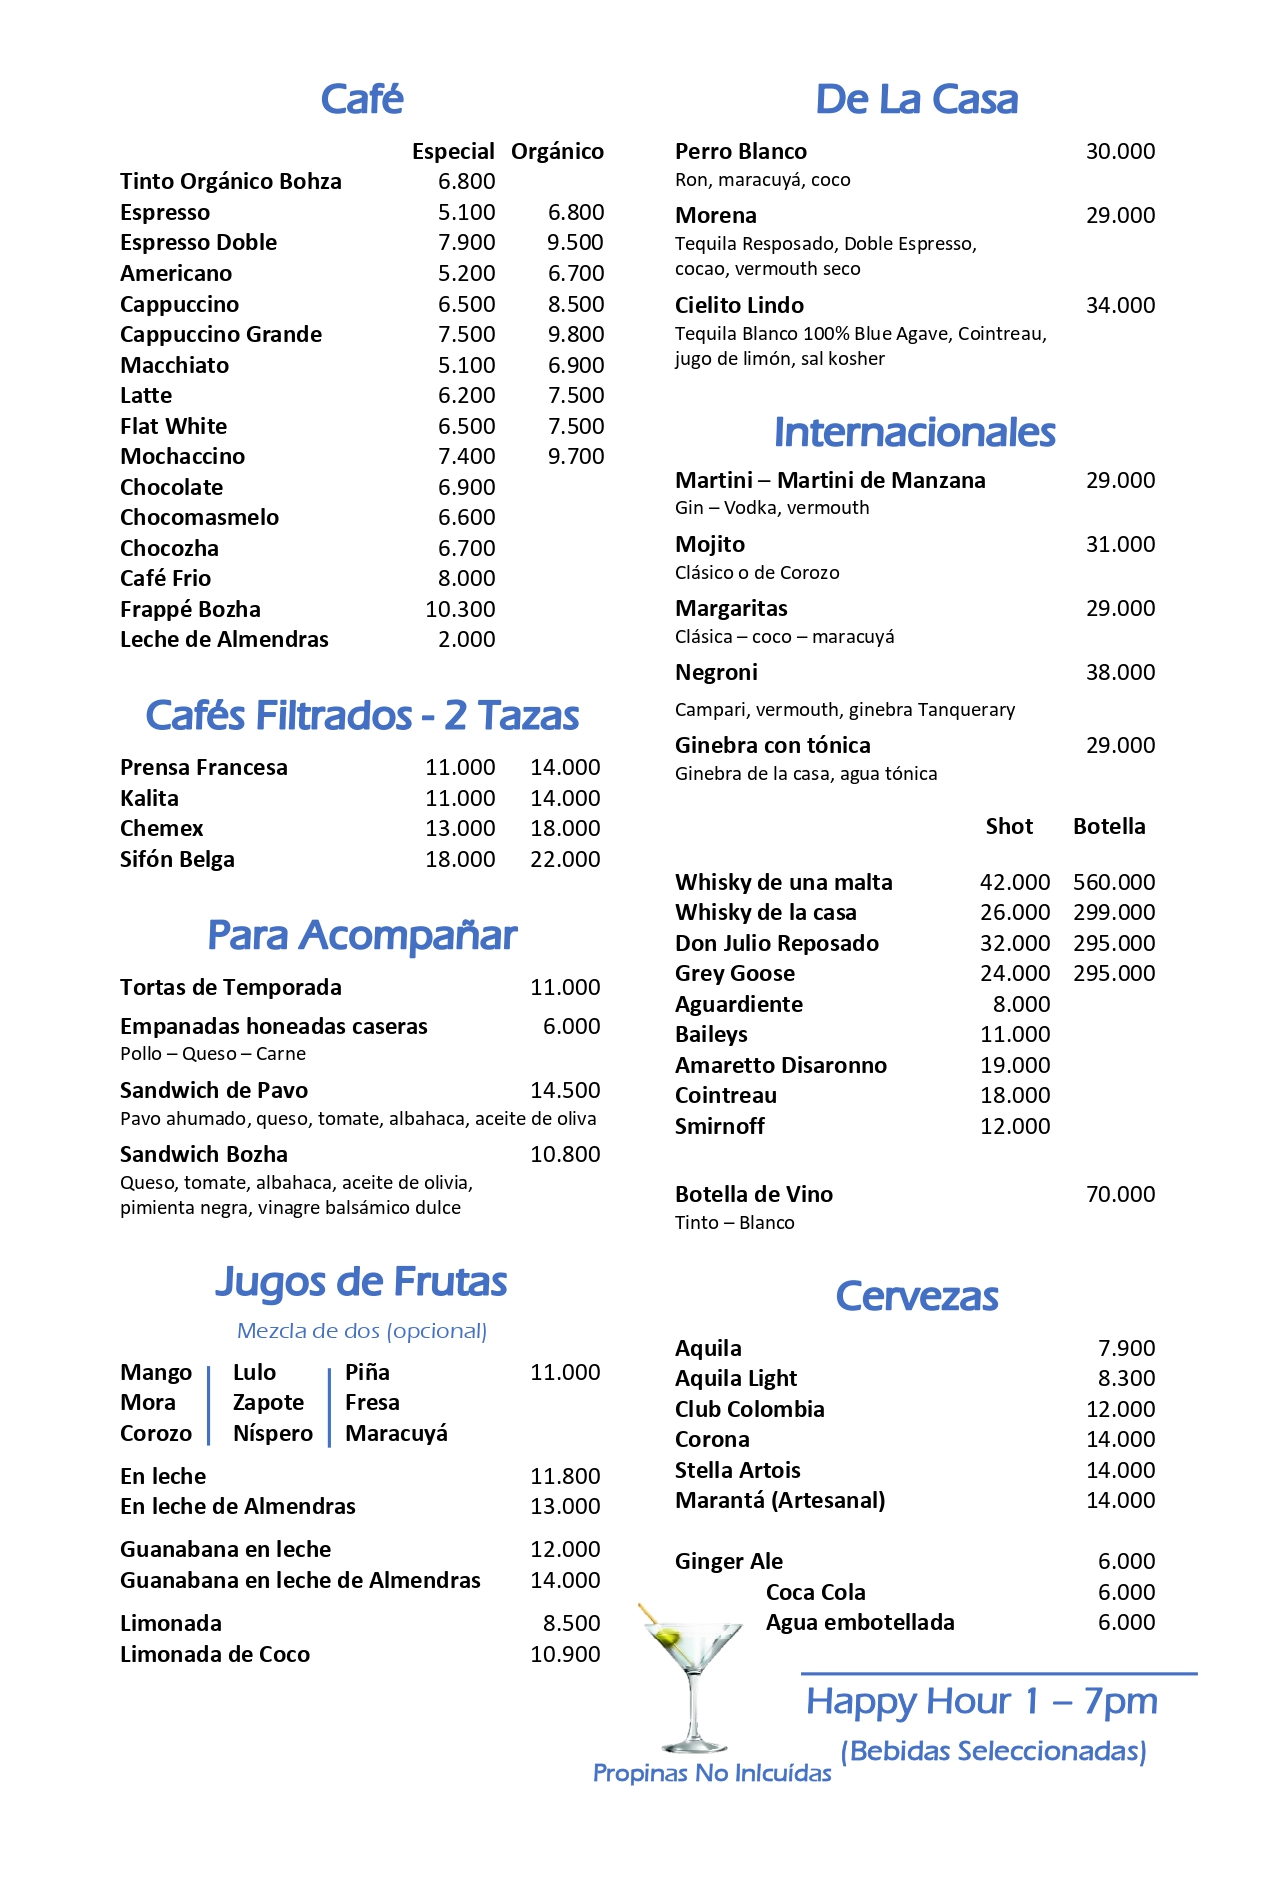 Café
Especial Orgánico
Tinto Orgánico Bohza 6.800
Espresso 5.100 6.800
Espresso Doble 7.900 9.500
Americano 5.200 6.700
Cappuccino 6.500 8.500
Cappuccino Grande 7.500 9.800
Macchiato 5.100 6.900
Latte 6.200 7.500
Flat White 6.500 7.500
Mochaccino 7.400 9.700
Chocolate 6.900
Chocomasmelo 6.600
Chocozha 6.700
Café Frio 8.000
Frappé Bozha 10.300
Leche de Almendras 2.000
Cafés Filtrados - 2 Tazas
Prensa Francesa 11.000 14.000
Kalita 11.000 14.000
Chemex 13.000 18.000
Sifón Belga 18.000 22.000
Para Acompañar
Tortas de Temporada 11.000
Empanadas honeadas caseras 6.000
Pollo – Queso – Carne
Sandwich de Pavo 14.500
Pavo ahumado, queso, tomate, albahaca, aceite de oliva
Sandwich Bozha 10.800
Queso, tomate, albahaca, aceite de olivia,
pimienta negra, vinagre balsámico dulce
Jugos de Frutas
Mezcla de dos (opcional)
Mango Lulo Piña 11.000
Mora Zapote Fresa
Corozo Níspero Maracuyá
En leche 11.800
En leche de Almendras 13.000
Guanabana en leche 12.000
Guanabana en leche de Almendras 14.000
Limonada 8.500
Limonada de Coco 10.900
De La Casa
Perro Blanco 30.000
Ron, maracuyá, coco
Morena 29.000
Tequila Resposado, Doble Espresso,
cocao, vermouth seco
Cielito Lindo 34.000
Tequila Blanco 100% Blue Agave, Cointreau,
jugo de limón, sal kosher
Internacionales
Martini – Martini de Manzana 29.000
Gin – Vodka, vermouth
Mojito 31.000
Clásico o de Corozo
Margaritas 29.000
Clásica – coco – maracuyá
Negroni 38.000
Campari, vermouth, ginebra Tanquerary
Ginebra con tónica 29.000
Ginebra de la casa, agua tónica
Shot Botella
Whisky de una malta 42.000 560.000
Whisky de la casa 26.000 299.000
Don Julio Reposado 32.000 295.000
Grey Goose 24.000 295.000
Aguardiente 8.000
Baileys 11.000
Amaretto Disaronno 19.000
Cointreau 18.000
Smirnoff 12.000
Botella de Vino 70.000
Tinto – Blanco
Cervezas
Aquila 7.900
Aquila Light 8.300
Club Colombia 12.000
Corona 14.000
Stella Artois 14.000
Marantá (Artesanal) 14.000
Ginger Ale 6.000
Coca Cola 6.000
Agua embotellada 6.000
Happy Hour 1 – 7pm
(Bebidas Seleccionadas)
Propinas No Inlcuídas